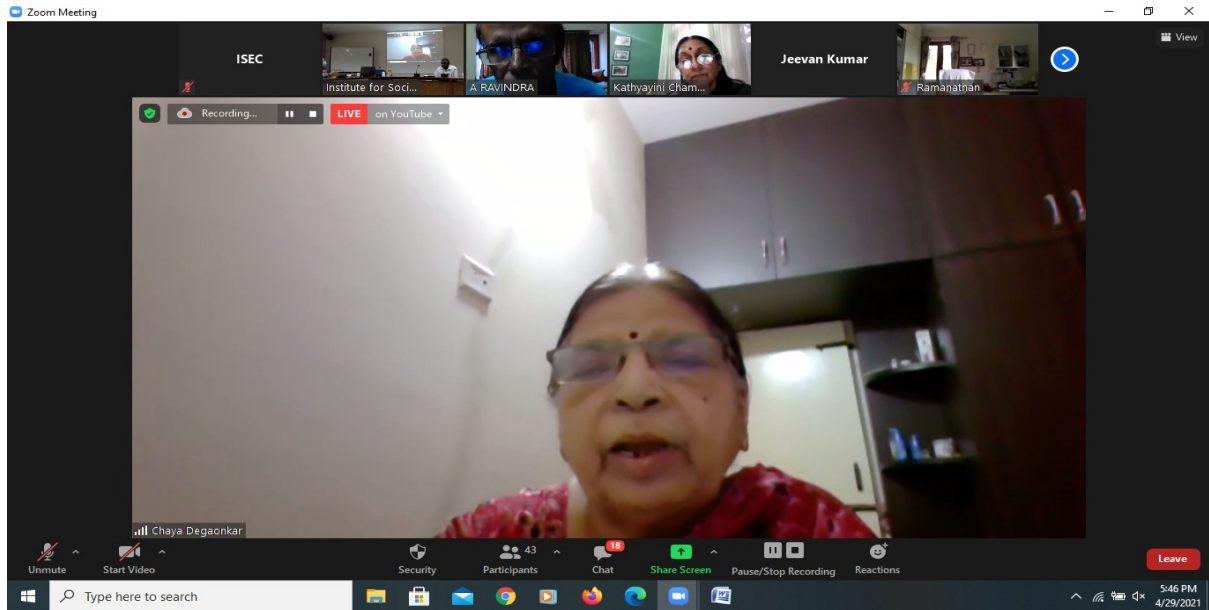 Zoom Meeting
View
ISEC
Institute for Soci...
A RAVINDRA
Kathyayini Cham...
Jeevan Kumar
Ramanathan
Recording...
LIVE on YouTube
Chaya Degaonkar
Unmute
Start Video
Security
Participants
43
Chat
18
Share Screen
Pause/Stop Recording
Reactions
Leave
Type here to search
5:46 PM
4/29/2021